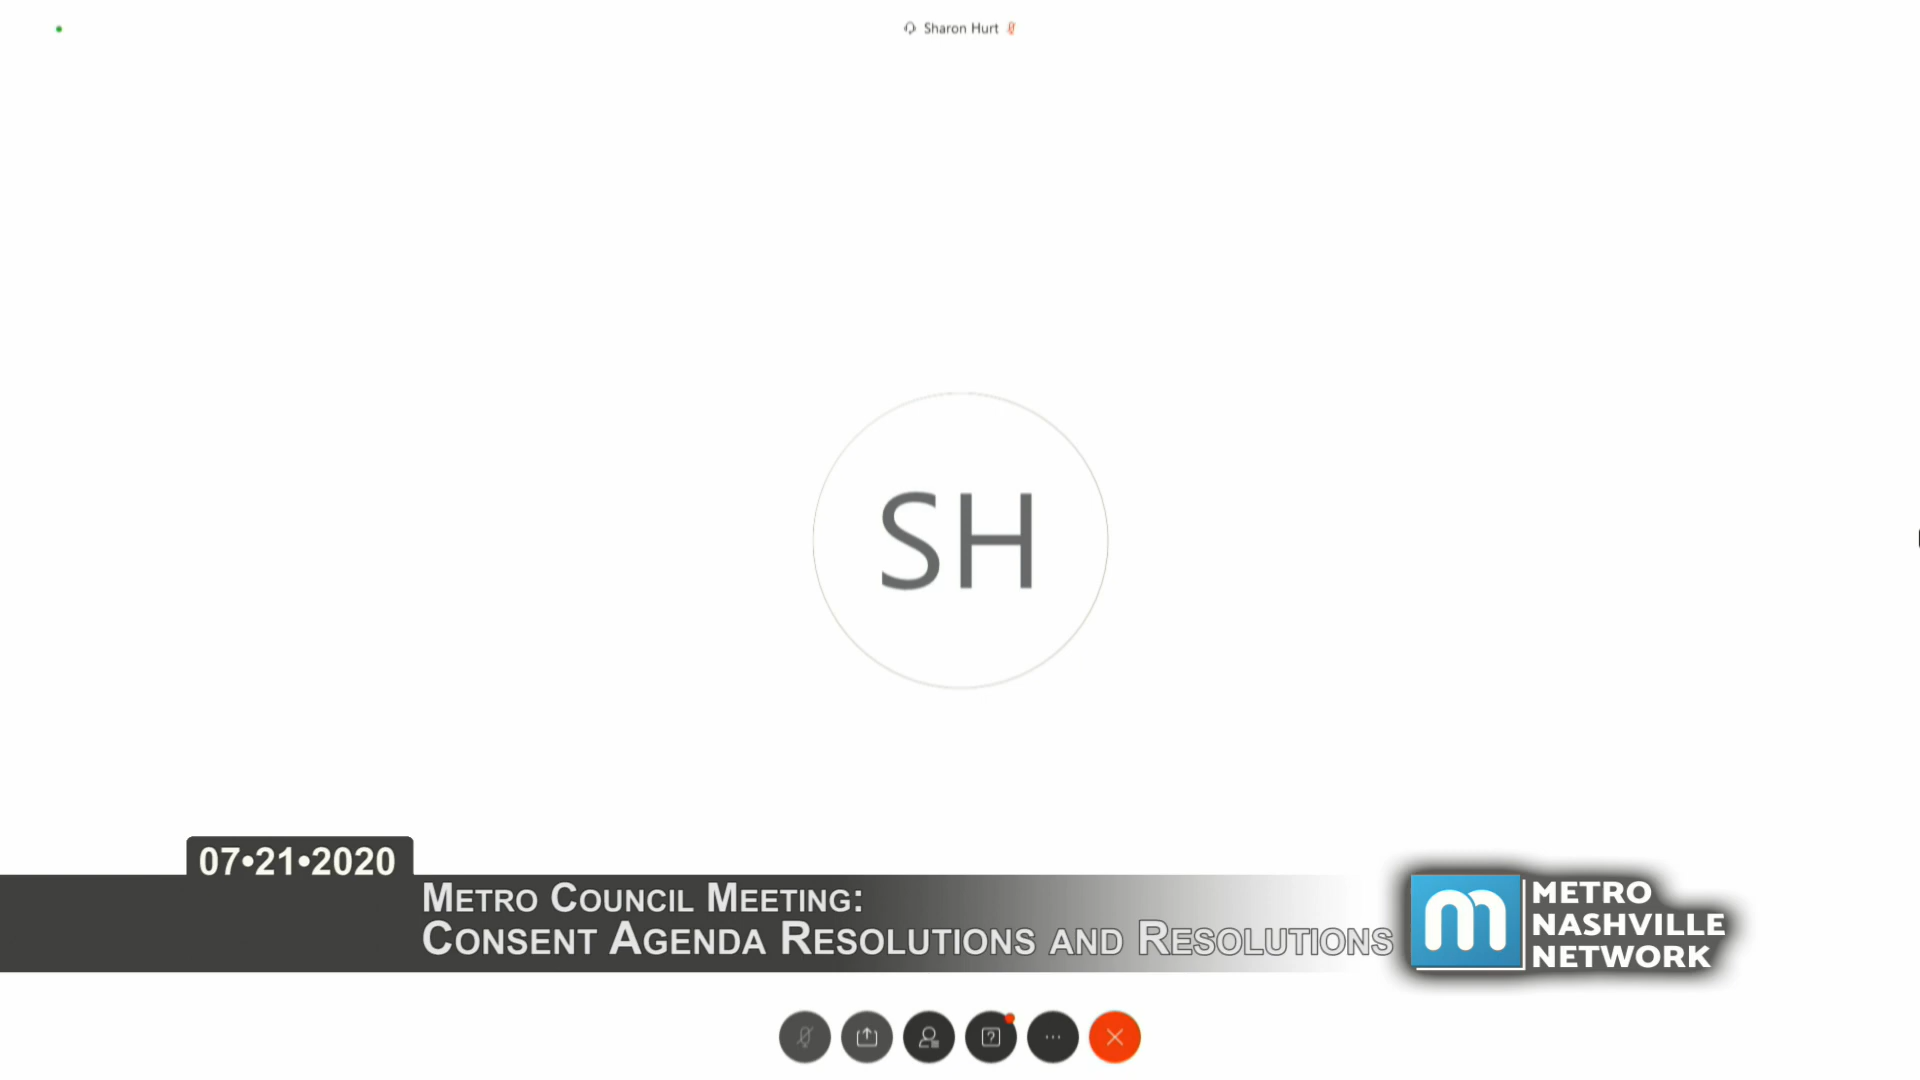 Sharon Hurt
SH
07•21•2020
METRO COUNCIL MEETING:
CONSENT AGENDA RESOLUTIONS AND RESOLUTIONS
m METRO
NASHVILLE
NETWORK
?